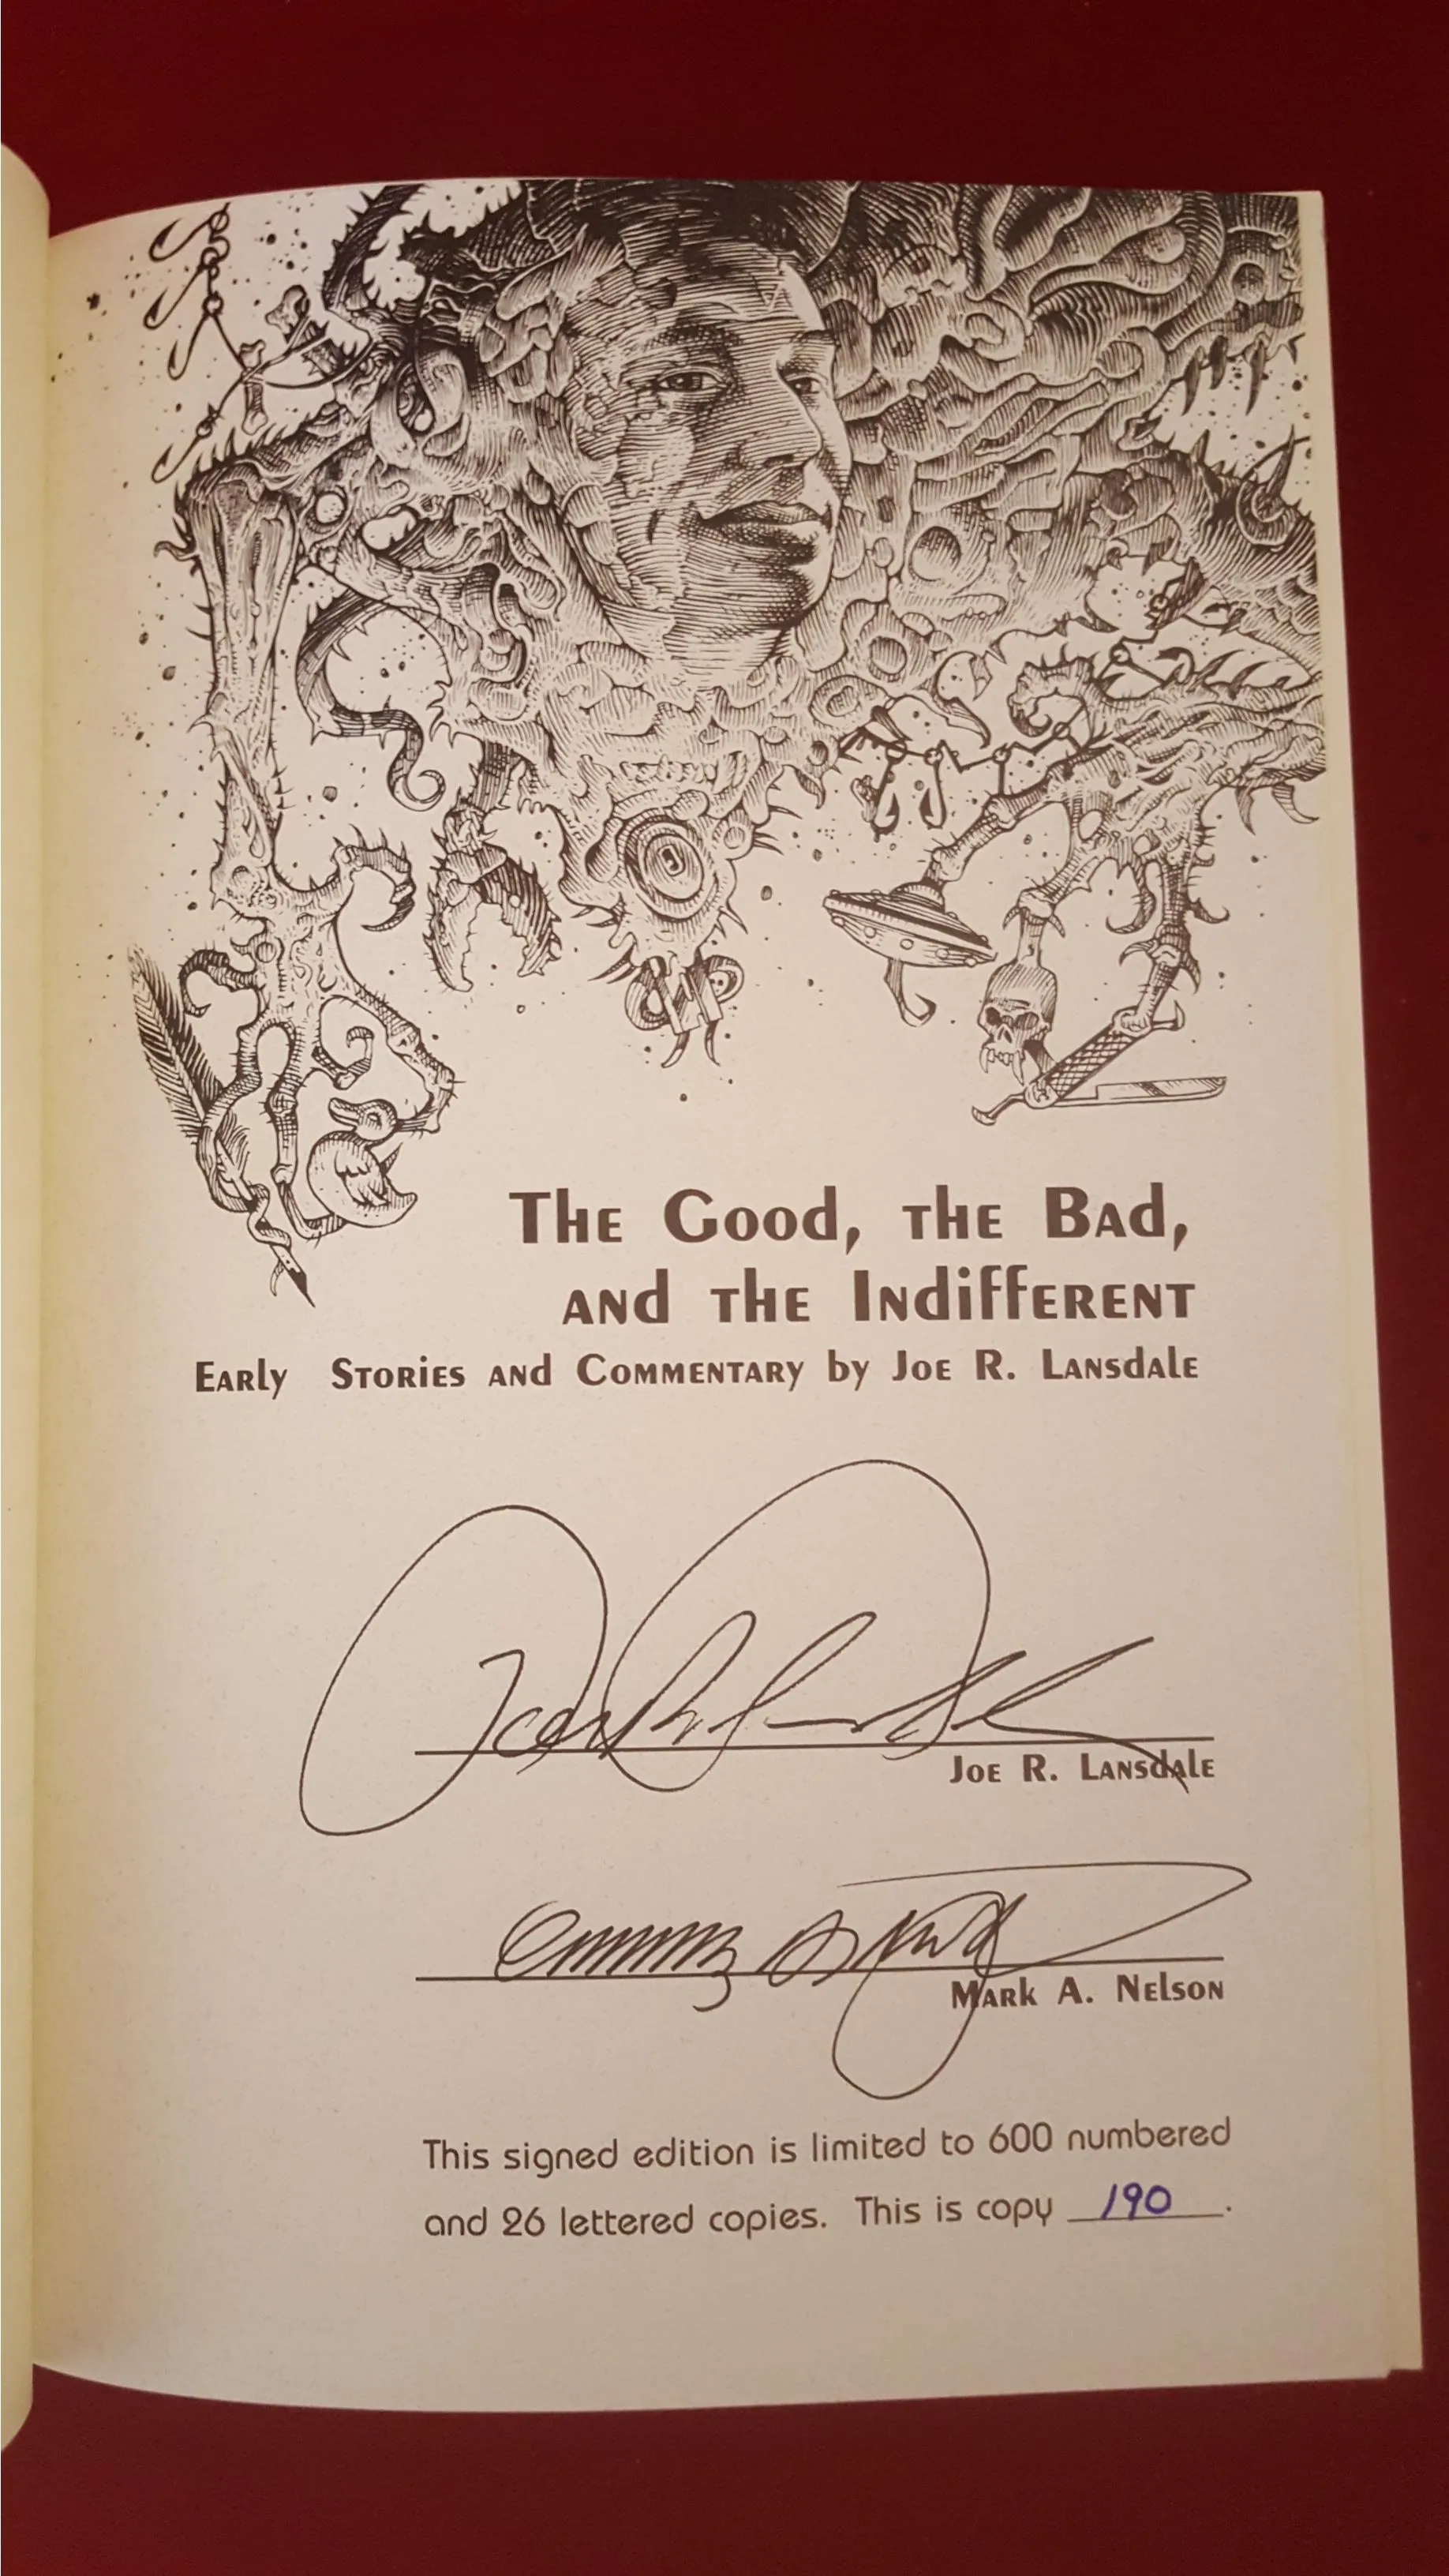 The Good, the Bad,
and the Indifferent
Early Stories and Commentary by Joe R. Lansdale
Joe R. Lansdale
Mark A. Nelson
This signed edition is limited to 600 numbered
and 26 lettered copies. This is copy 190.